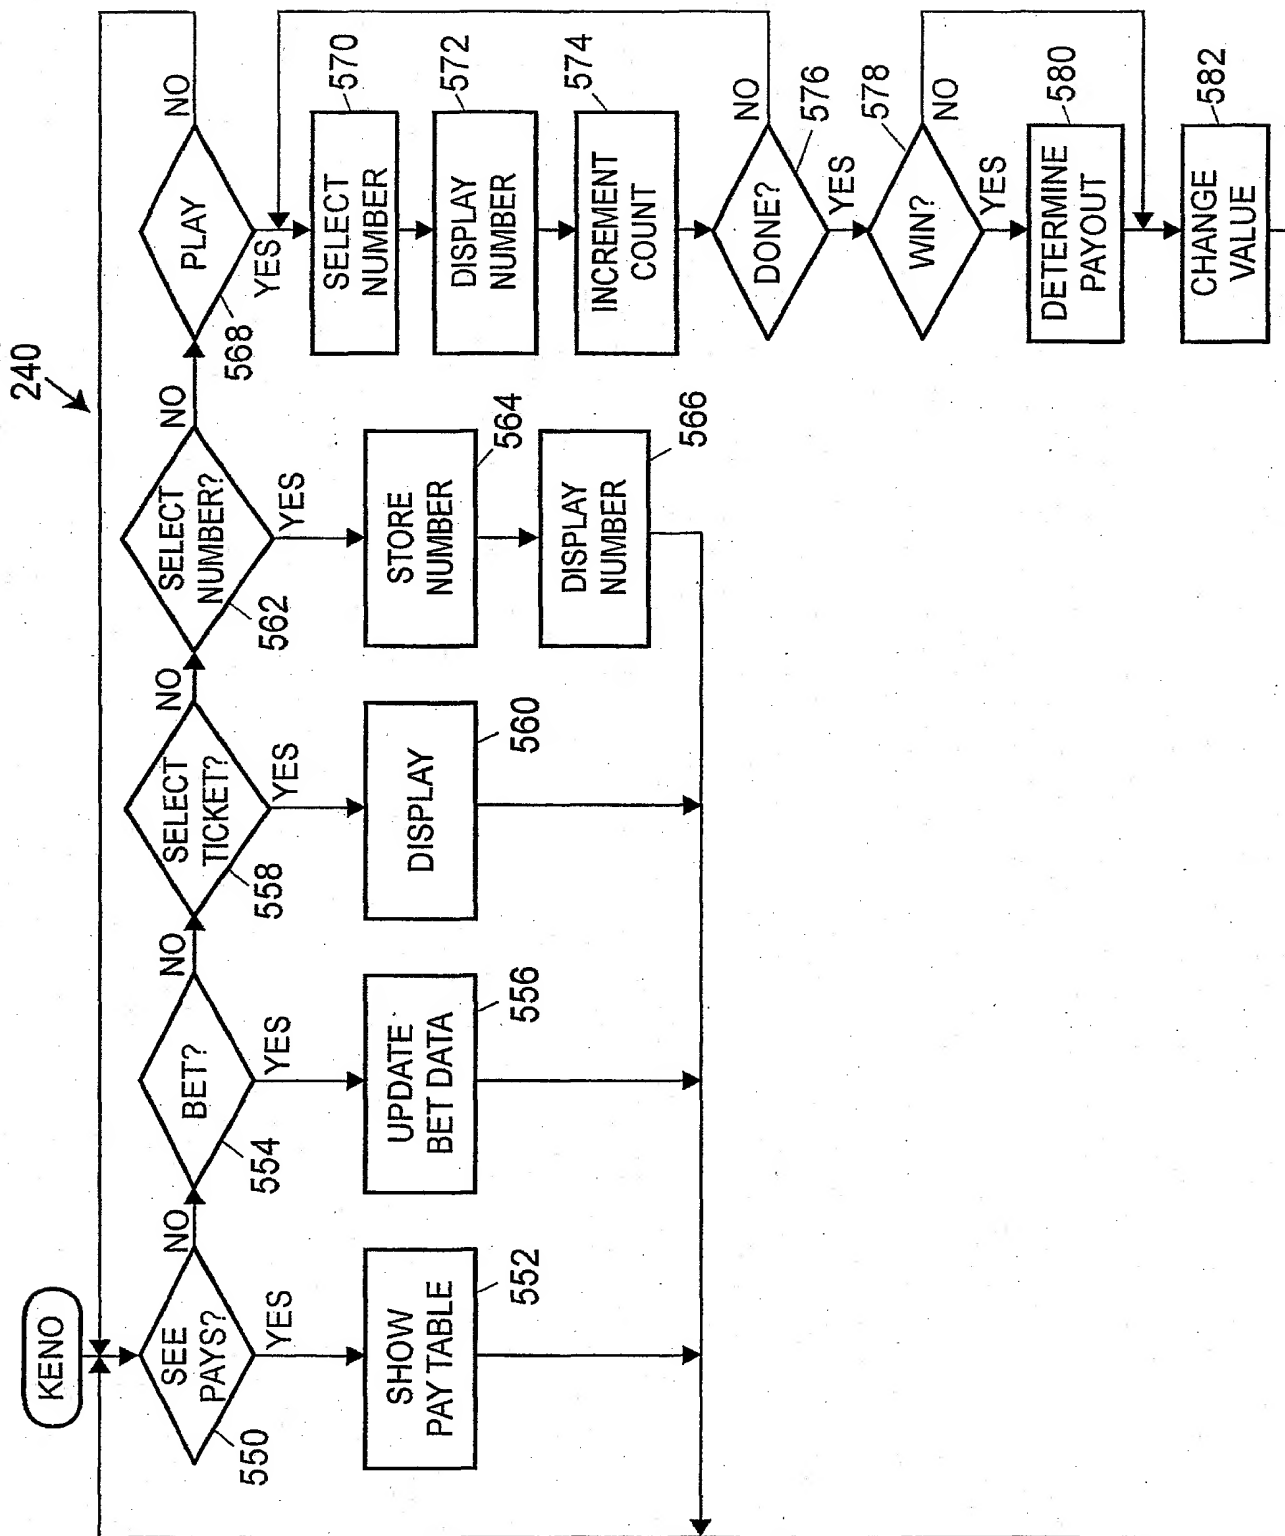 240
KENO
SEE
PAYS?
550
NO
YES
SHOW
PAY TABLE
552
BET?
554
NO
YES
UPDATE
BET DATA
556
SELECT
TICKET?
558
NO
YES
DISPLAY
560
SELECT
NUMBER?
562
NO
YES
STORE
NUMBER
564
DISPLAY
NUMBER
566
PLAY
568
NO
YES
SELECT
NUMBER
570
DISPLAY
NUMBER
572
INCREMENT
COUNT
574
DONE?
576
NO
YES
WIN?
578
NO
YES
DETERMINE
PAYOUT
580
CHANGE
VALUE
582